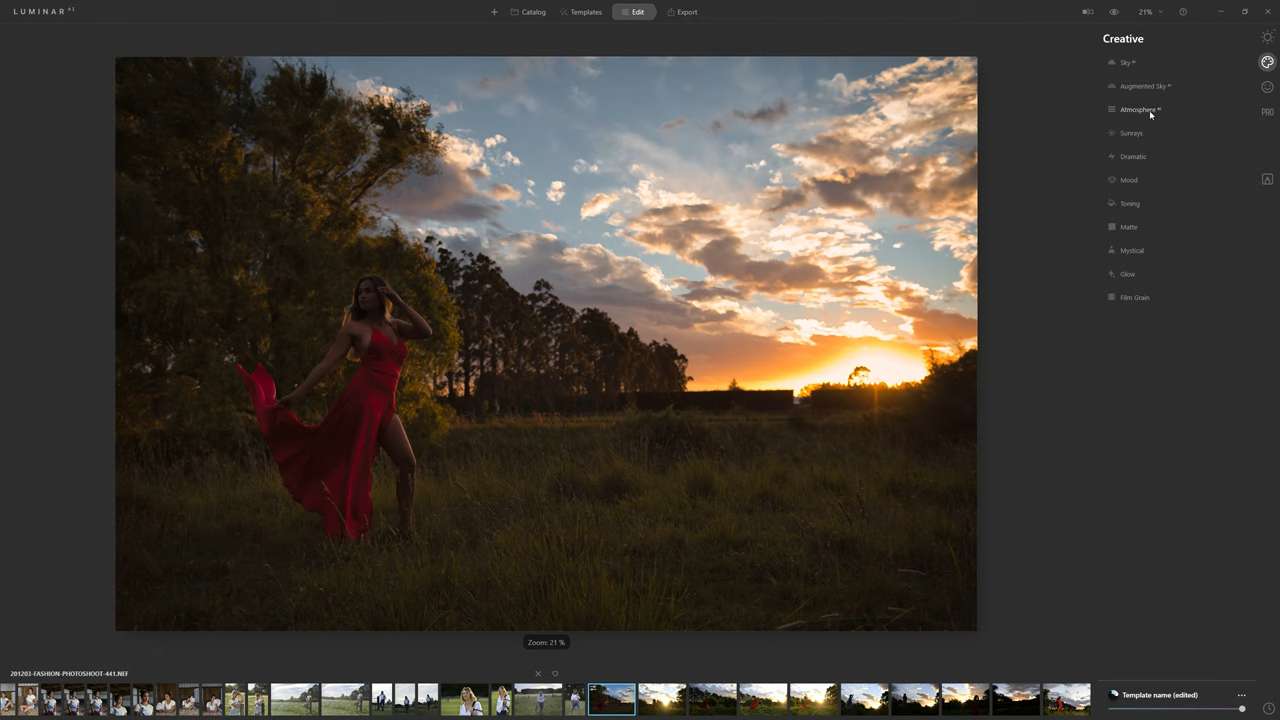 LUMINAR AI
Catalog
Templates
Edit
Export
21%
Creative
Sky AI
Augmented Sky AI
Atmosphere AI
Sunrays
Dramatic
Mood
Toning
Matte
Mystical
Glow
Film Grain
PRO
Zoom: 21 %
201203-FASHION-PHOTOSHOOT-441.NEF
Template name (edited)